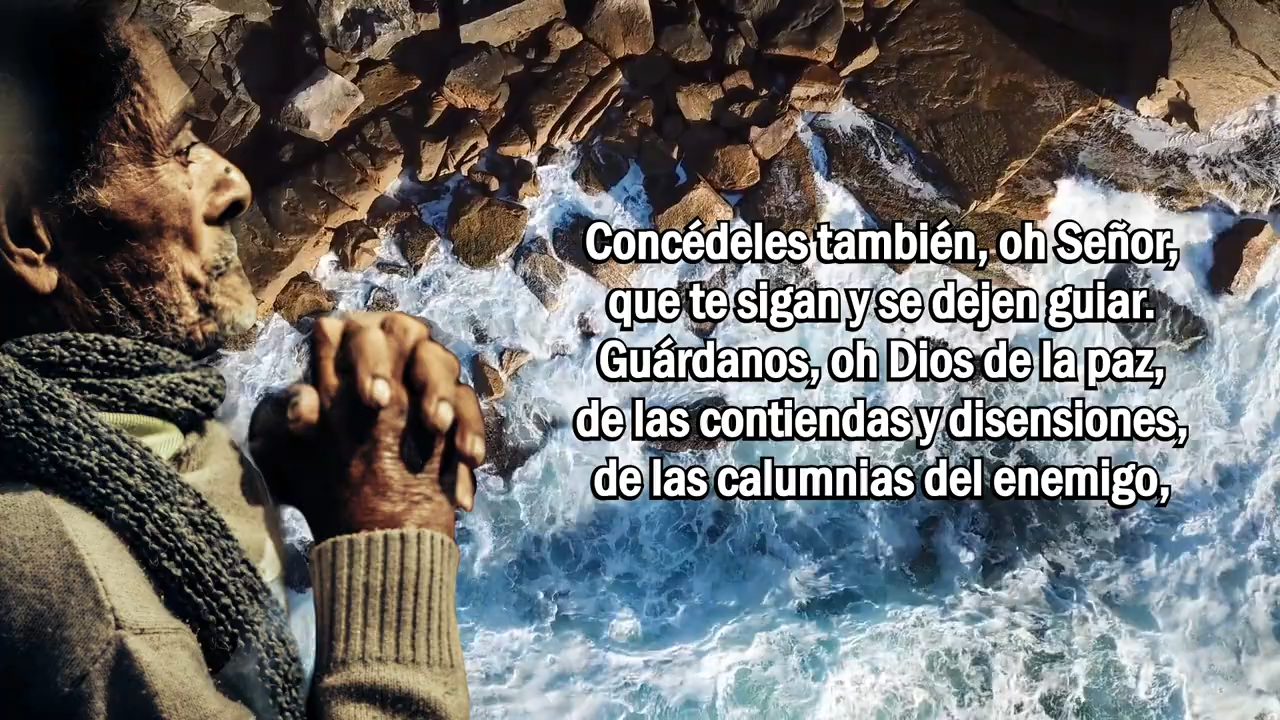 Concédeles también, oh Señor,
que te sigan y se dejen guiar.
Guárdanos, oh Dios de la paz,
de las contiendas y disensiones,
de las calumnias del enemigo,